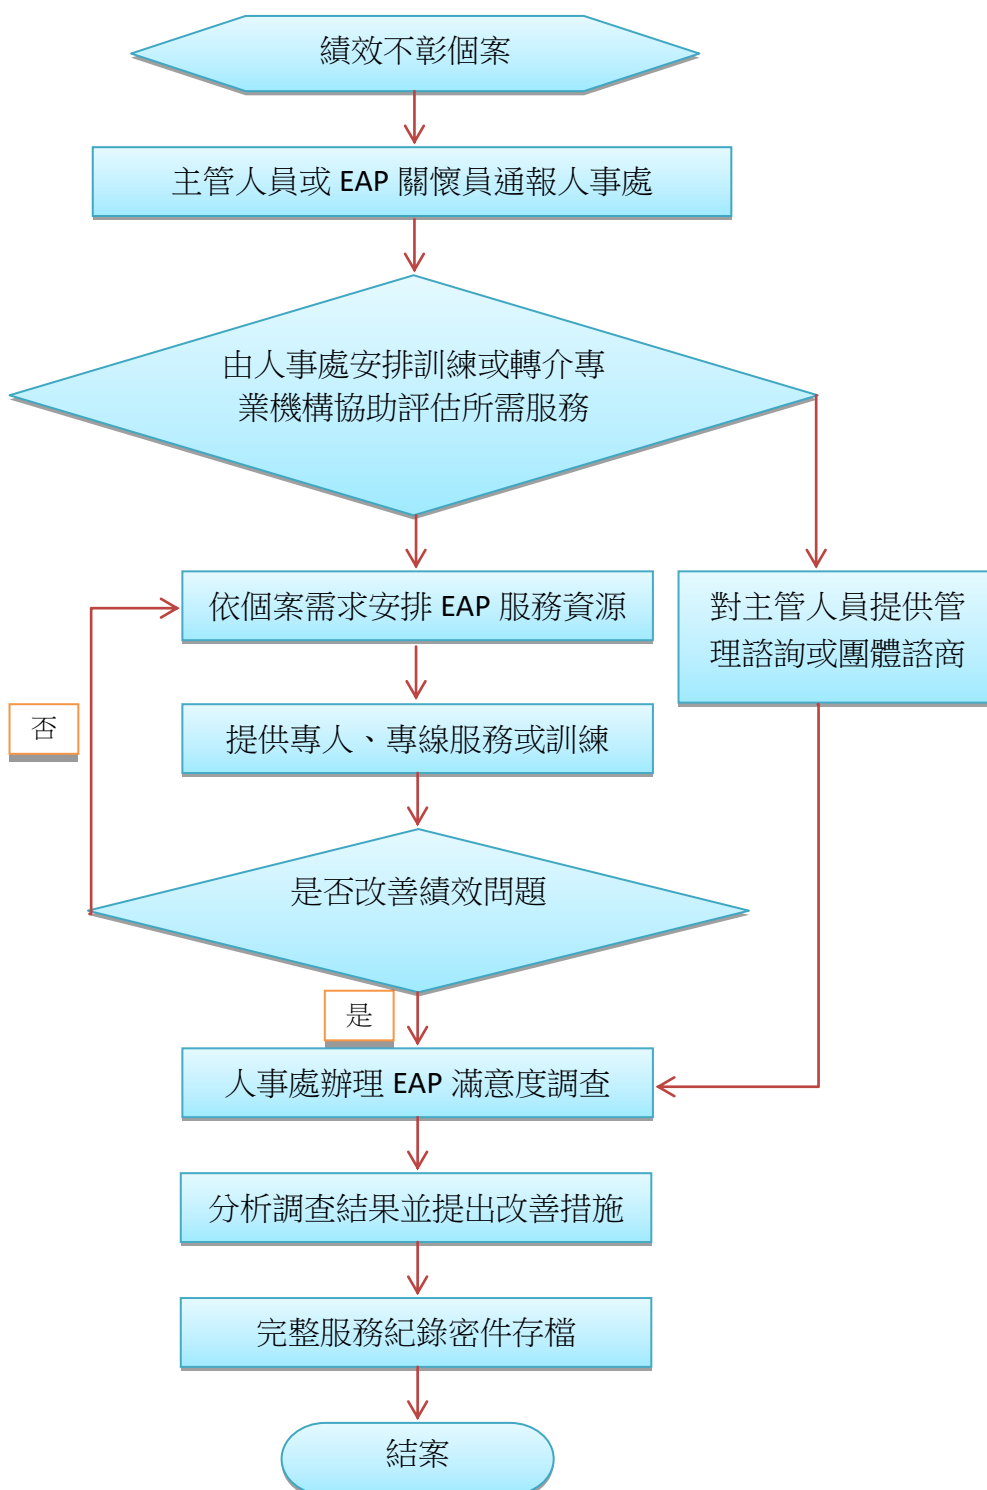 績效不彰個案
主管人員或 EAP 關懷員通報人事處
由人事處安排訓練或轉介專
業機構協助評估所需服務
依個案需求安排 EAP 服務資源
對主管人員提供管
理諮詢或團體諮商
否
提供專人、專線服務或訓練
是否改善績效問題
是
人事處辦理 EAP 滿意度調查
分析調查結果並提出改善措施
完整服務紀錄密件存檔
結案